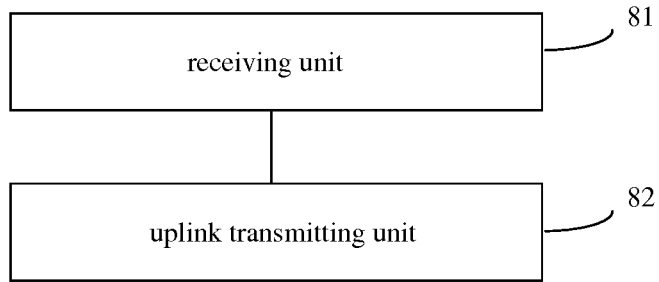 81
receiving unit
82
uplink transmitting unit